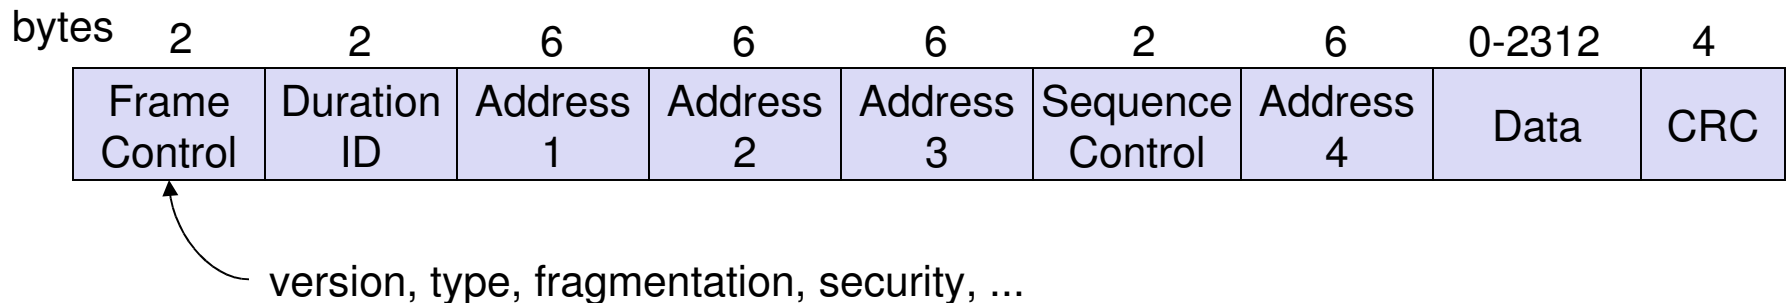 bytes 2 2 6 6 6 2 6 0-2312 4
Frame Duration Address Address Address Sequence Address Data CRC
Control ID 1 2 3 Control 4
version, type, fragmentation, security, ...